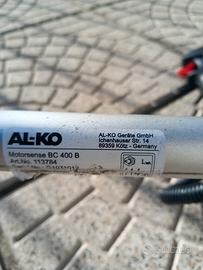 AL-KO
AL-KO Geräte GmbH
Ichenhauser Str. 14
89359 Kötz - Germany
Motorsense BC 400 B
Art.No. 113784